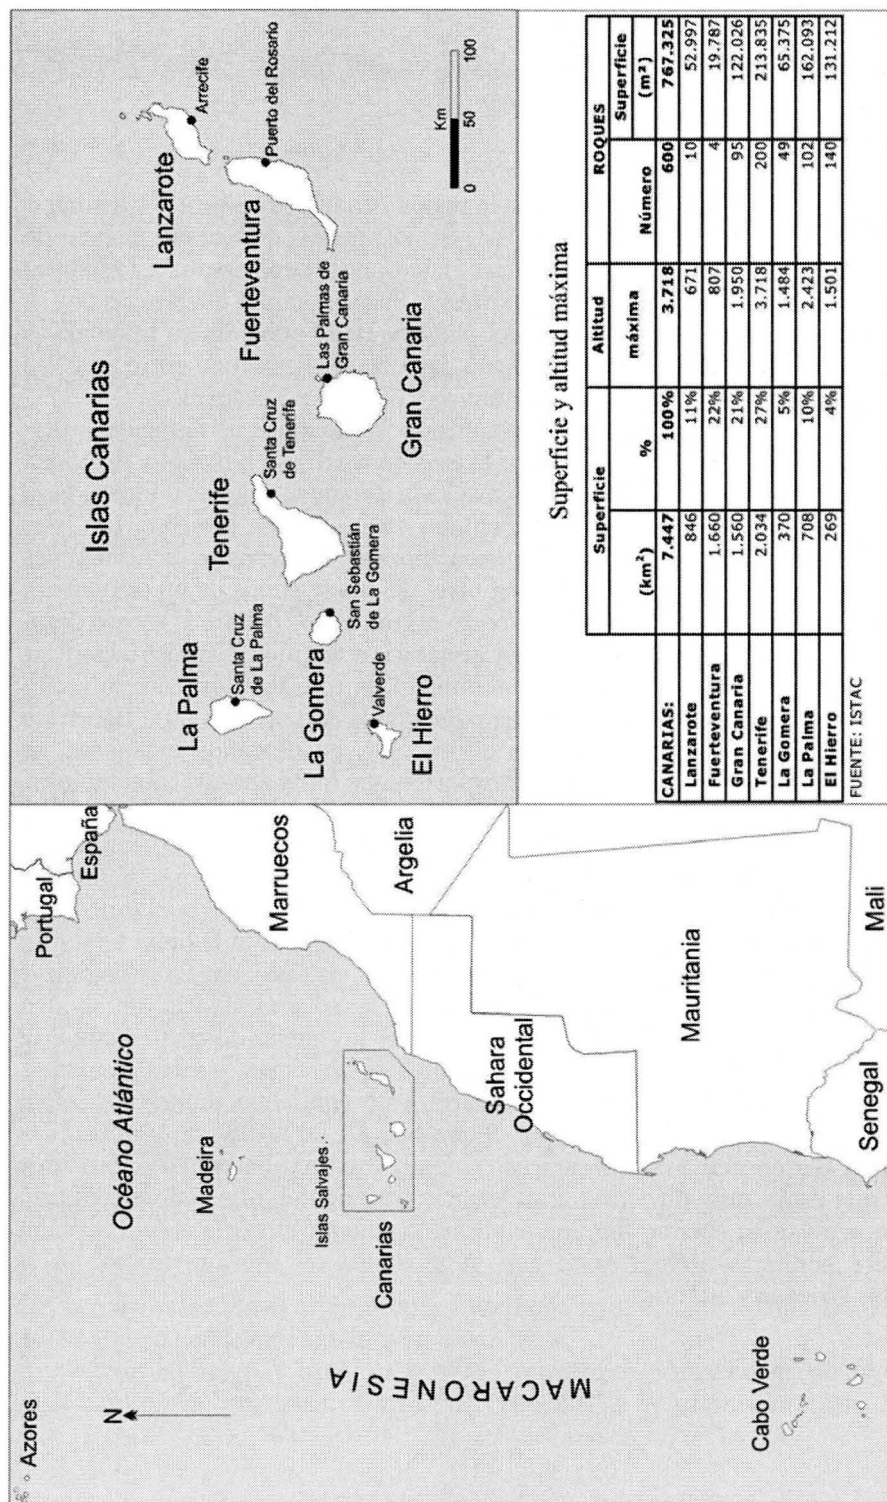 Azores
N
MACARONESIA
Océano Atlántico
Madeira
Islas Salvajes
Canarias
Cabo Verde
Portugal
España
Marruecos
Argelia
Sahara
Occidental
Mauritania
Mali
Senegal
Islas Canarias
La Palma
Santa Cruz
de La Palma
La Gomera
San Sebastián
de La Gomera
El Hierro
Valverde
Tenerife
Santa Cruz
de Tenerife
Gran Canaria
Las Palmas de
Gran Canaria
Fuerteventura
Puerto del Rosario
Lanzarote
Arrecife
Km
0 50 100
Superficie y altitud máxima
Superficie Altitud ROQUES
(km²) % máxima Número Superficie
(m²)
CANARIAS: 7.447 100% 3.718 600 767.325
Lanzarote 846 11% 671 10 52.997
Fuerteventura 1.660 22% 807 4 19.787
Gran Canaria 1.560 21% 1.950 95 122.026
Tenerife 2.034 27% 3.718 200 213.835
La Gomera 370 5% 1.484 49 65.375
La Palma 708 10% 2.423 102 162.093
El Hierro 269 4% 1.501 140 131.212
FUENTE: ISTAC